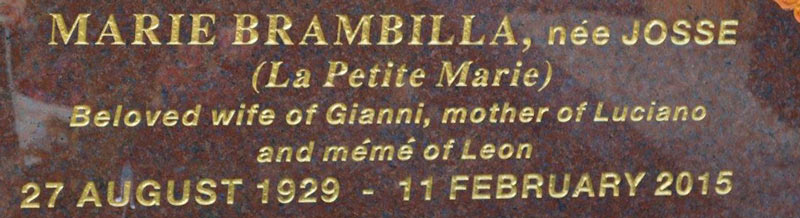 MARIE BRAMBILLA, née JOSSE
(La Petite Marie)
Beloved wife of Gianni, mother of Luciano
and mémé of Leon
27 AUGUST 1929 - 11 FEBRUARY 2015